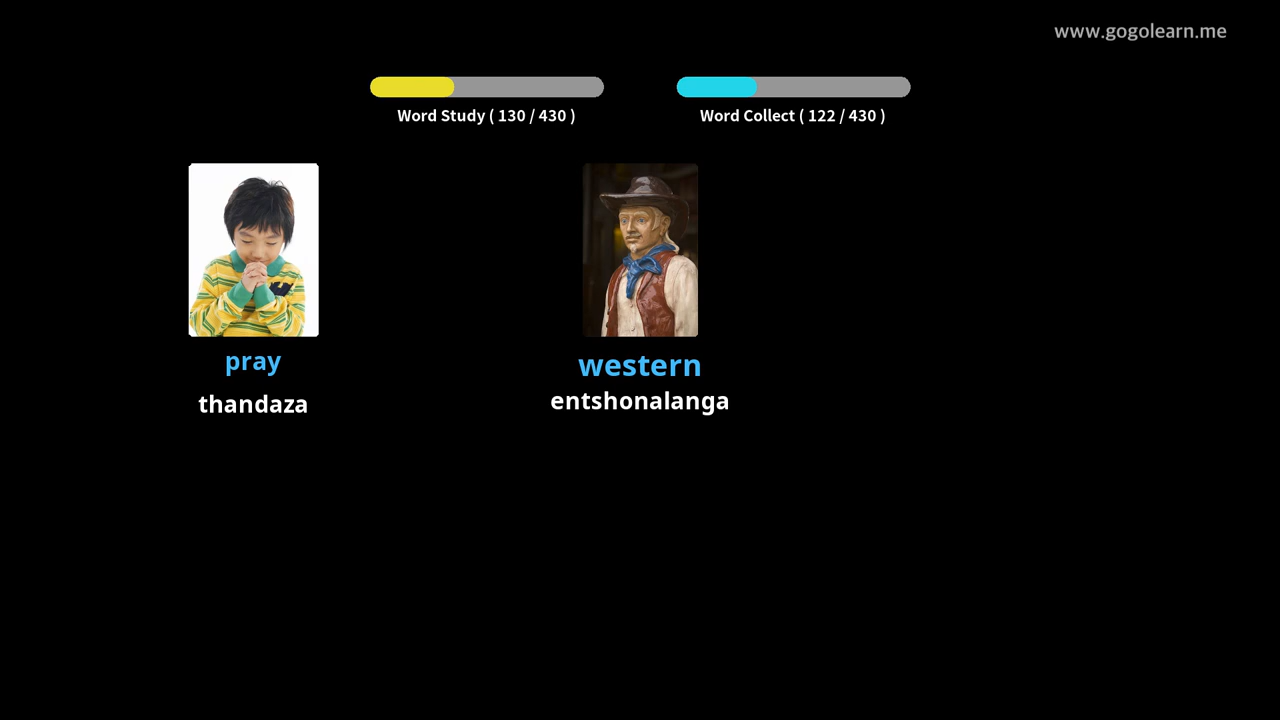 www.gogolearn.me
Word Study ( 130 / 430 )
Word Collect ( 122 / 430 )
pray
thandaza
western
entshonalanga